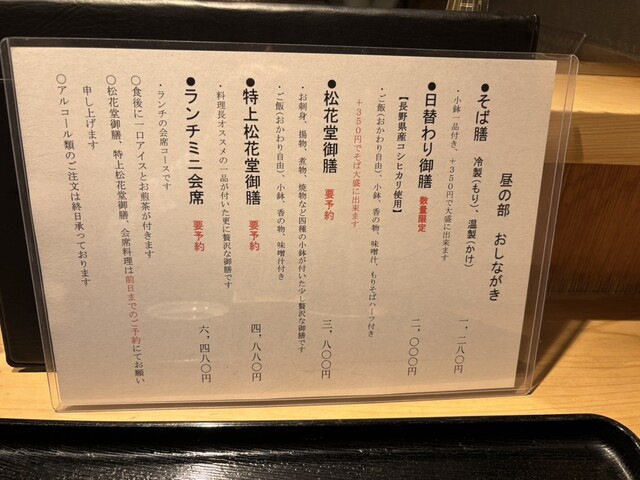 昼の部　おしながき
●そば膳　冷製(もり)、温製(かけ)　一，二八〇円
・小鉢一品付き、+350円で大盛に出来ます
●日替わり御膳　数量限定　二，〇〇〇円
【長野県産コシヒカリ使用】
・ご飯(おかわり自由)、小鉢、香の物、味噌汁、もりそばハーフ付き
+350円でそば大盛に出来ます
●松花堂御膳　要予約　三，八〇〇円
・お刺身、揚物、煮物、焼物など四種の小鉢が付いた少し贅沢な御膳です
・ご飯(おかわり自由)、小鉢、香の物、味噌汁付き
●特上松花堂御膳　要予約　四，八八〇円
・料理長オススメの一品が付いた更に贅沢な御膳です
●ランチミニ会席　要予約　六，四八〇円
・ランチの会席コースです
〇食後に一口アイスとお煎茶が付きます
〇松花堂御膳、特上松花堂御膳、会席料理は前日までのご予約にてお願い
申し上げます
〇アルコール類のご注文は終日承っております